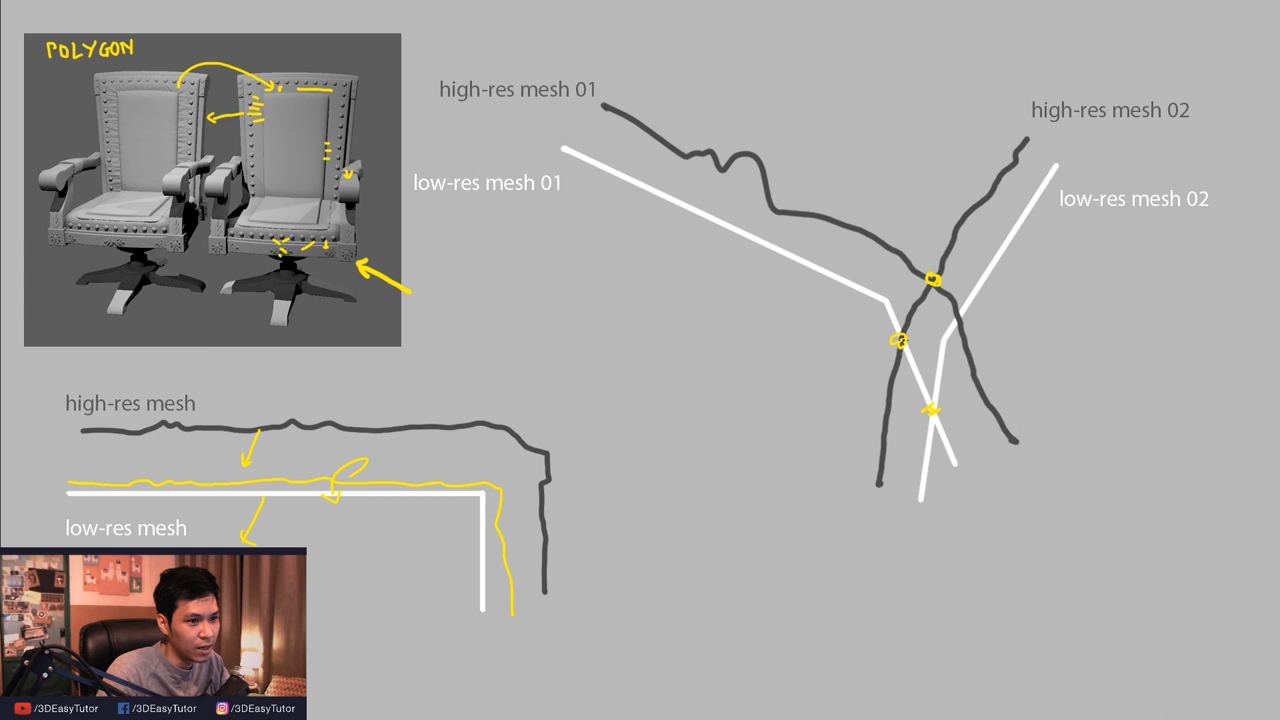 POLYGON
high-res mesh 01
high-res mesh 02
low-res mesh 01
low-res mesh 02
high-res mesh
low-res mesh
/3DEasyTutor
/3DEasyTutor
/3DEasyTutor